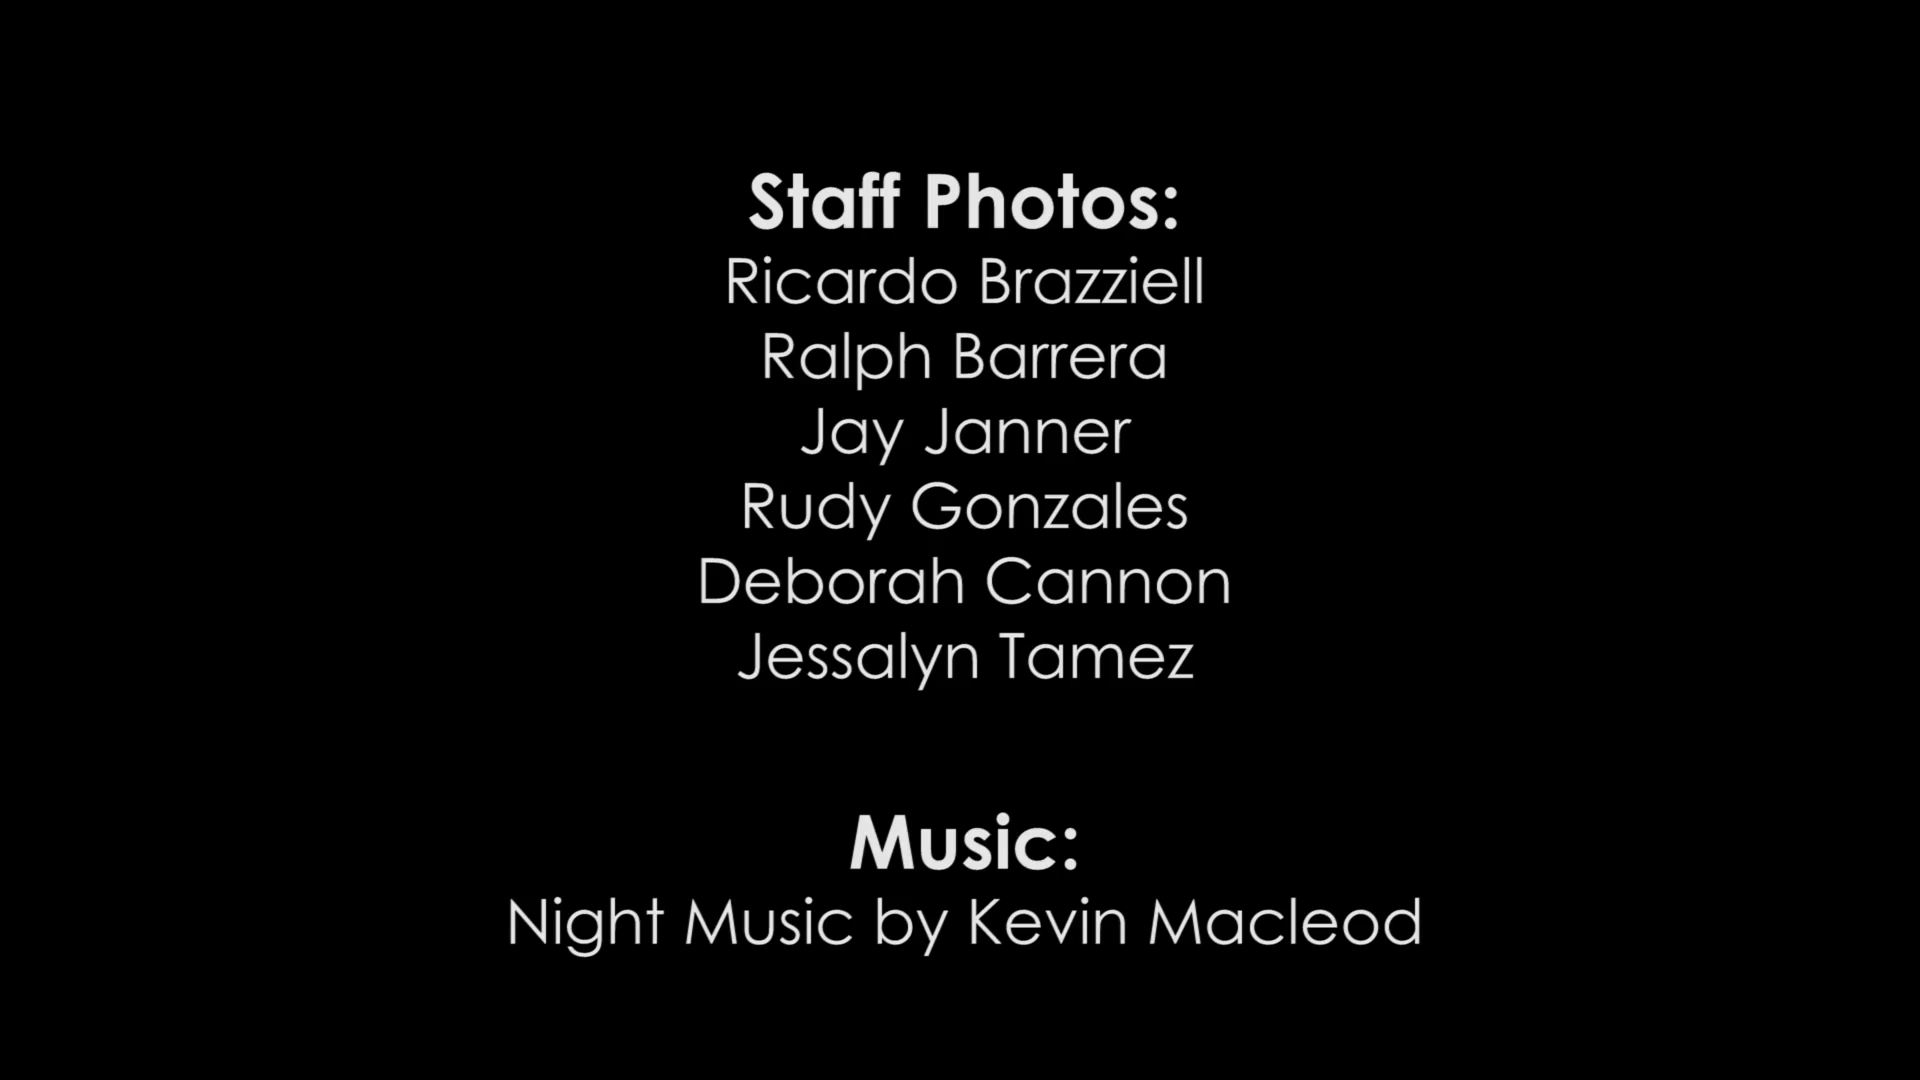 Staff Photos:
Ricardo Brazziell
Ralph Barrera
Jay Janner
Rudy Gonzales
Deborah Cannon
Jessalyn Tamez
Music:
Night Music by Kevin Macleod